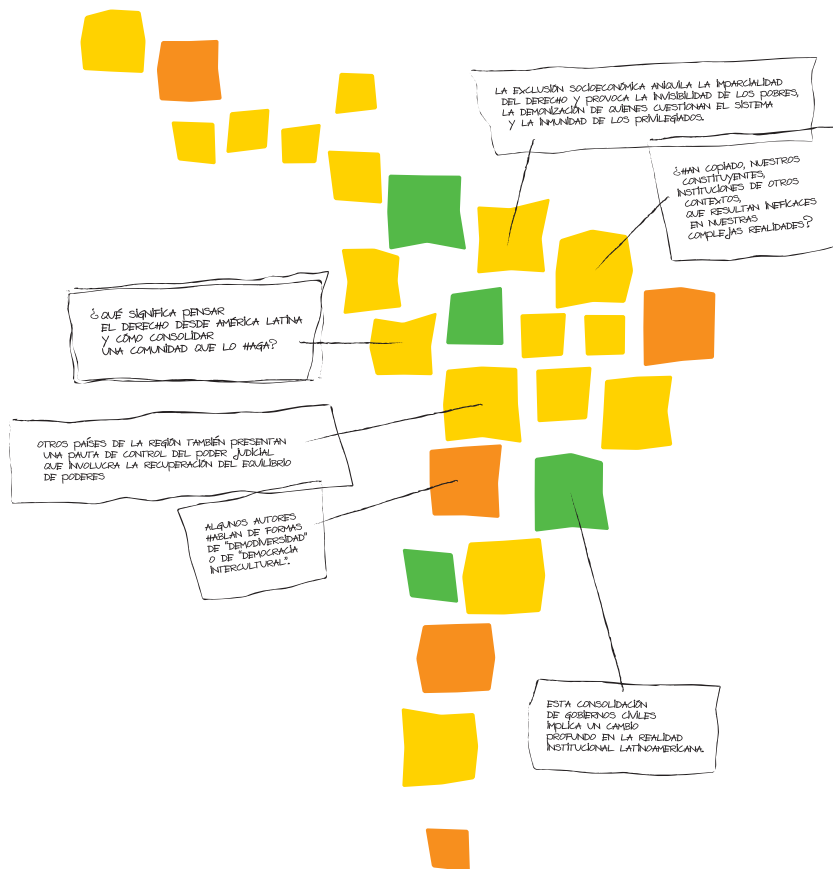 LA EXCLUSIÓN SOCIOECONÓMICA ANIQUILA LA IMPARCIALIDAD
DEL DERECHO Y PROVOCA LA INVISIBILIDAD DE LOS POBRES,
LA DEMONIZACIÓN DE QUIENES CUESTIONAN EL SISTEMA
Y LA INMUNIDAD DE LOS PRIVILEGIADOS.
¿HAN COPIADO, NUESTROS
CONSTITUYENTES,
INSTITUCIONES DE OTROS
CONTEXTOS,
QUE RESULTAN INEFICACES
EN NUESTRAS
COMPLEJAS REALIDADES?
¿QUÉ SIGNIFICA PENSAR
EL DERECHO DESDE AMÉRICA LATINA
Y CÓMO CONSOLIDAR
UNA COMUNIDAD QUE LO HAGA?
OTROS PAÍSES DE LA REGIÓN TAMBIÉN PRESENTAN
UNA PAUTA DE CONTROL DEL PODER JUDICIAL
QUE INVOLUCRA LA RECUPERACIÓN DEL EQUILIBRIO
DE PODERES
ALGUNOS AUTORES
HABLAN DE FORMAS
DE "DEMODIVERSIDAD"
O DE "DEMOCRACIA
INTERCULTURAL".
ESTA CONSOLIDACIÓN
DE GOBIERNOS CIVILES
IMPLICA UN CAMBIO
PROFUNDO EN LA REALIDAD
INSTITUCIONAL LATINOAMERICANA.